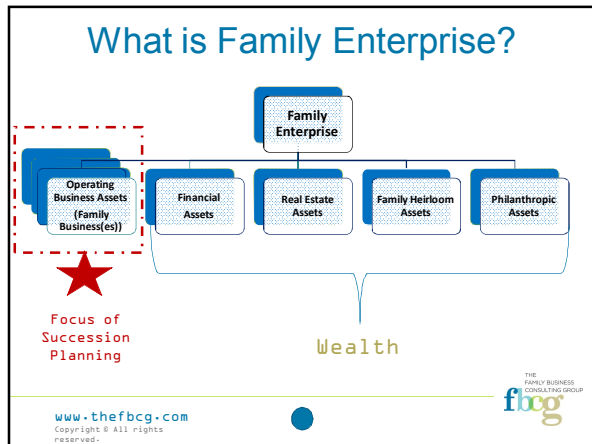 What is Family Enterprise?
Family
Enterprise
Operating
Business Assets
(Family
Business(es))
Financial
Assets
Real Estate
Assets
Family Heirloom
Assets
Philanthropic
Assets
Focus of
Succession
Planning
Wealth
www.thefbcg.com
Copyright © All rights
reserved.
THE
FAMILY BUSINESS
CONSULTING GROUP
fbcg